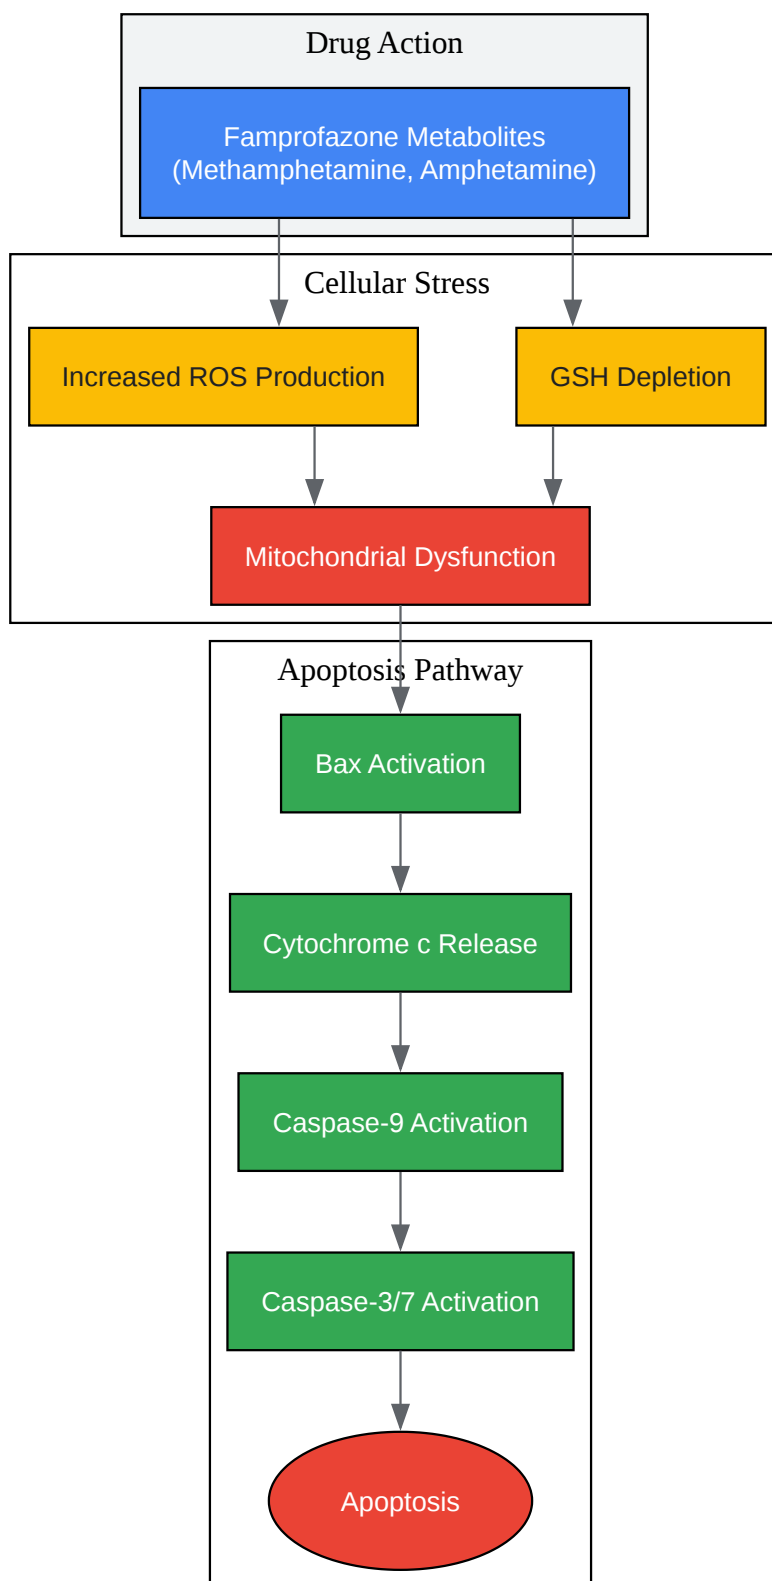 Drug Action
Famprofazone Metabolites
(Methamphetamine, Amphetamine)
Cellular Stress
Increased ROS Production
GSH Depletion
Mitochondrial Dysfunction
Apoptosis Pathway
Bax Activation
Cytochrome c Release
Caspase-9 Activation
Caspase-3/7 Activation
Apoptosis